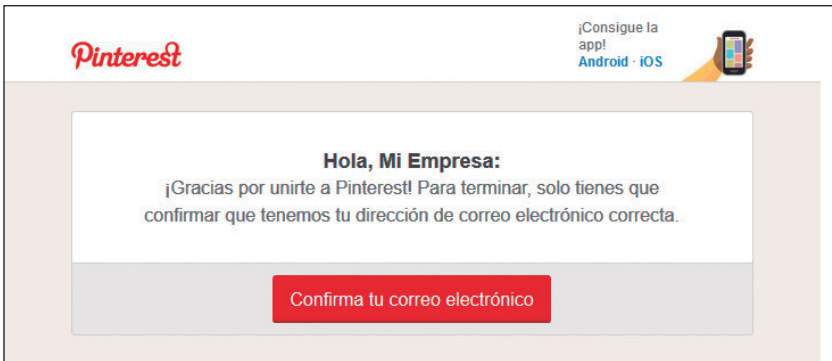 Pinterest
¡Consigue la
app!
Android · iOS
Hola, Mi Empresa:
¡Gracias por unirte a Pinterest! Para terminar, solo tienes que
confirmar que tenemos tu dirección de correo electrónico correcta.
Confirma tu correo electrónico